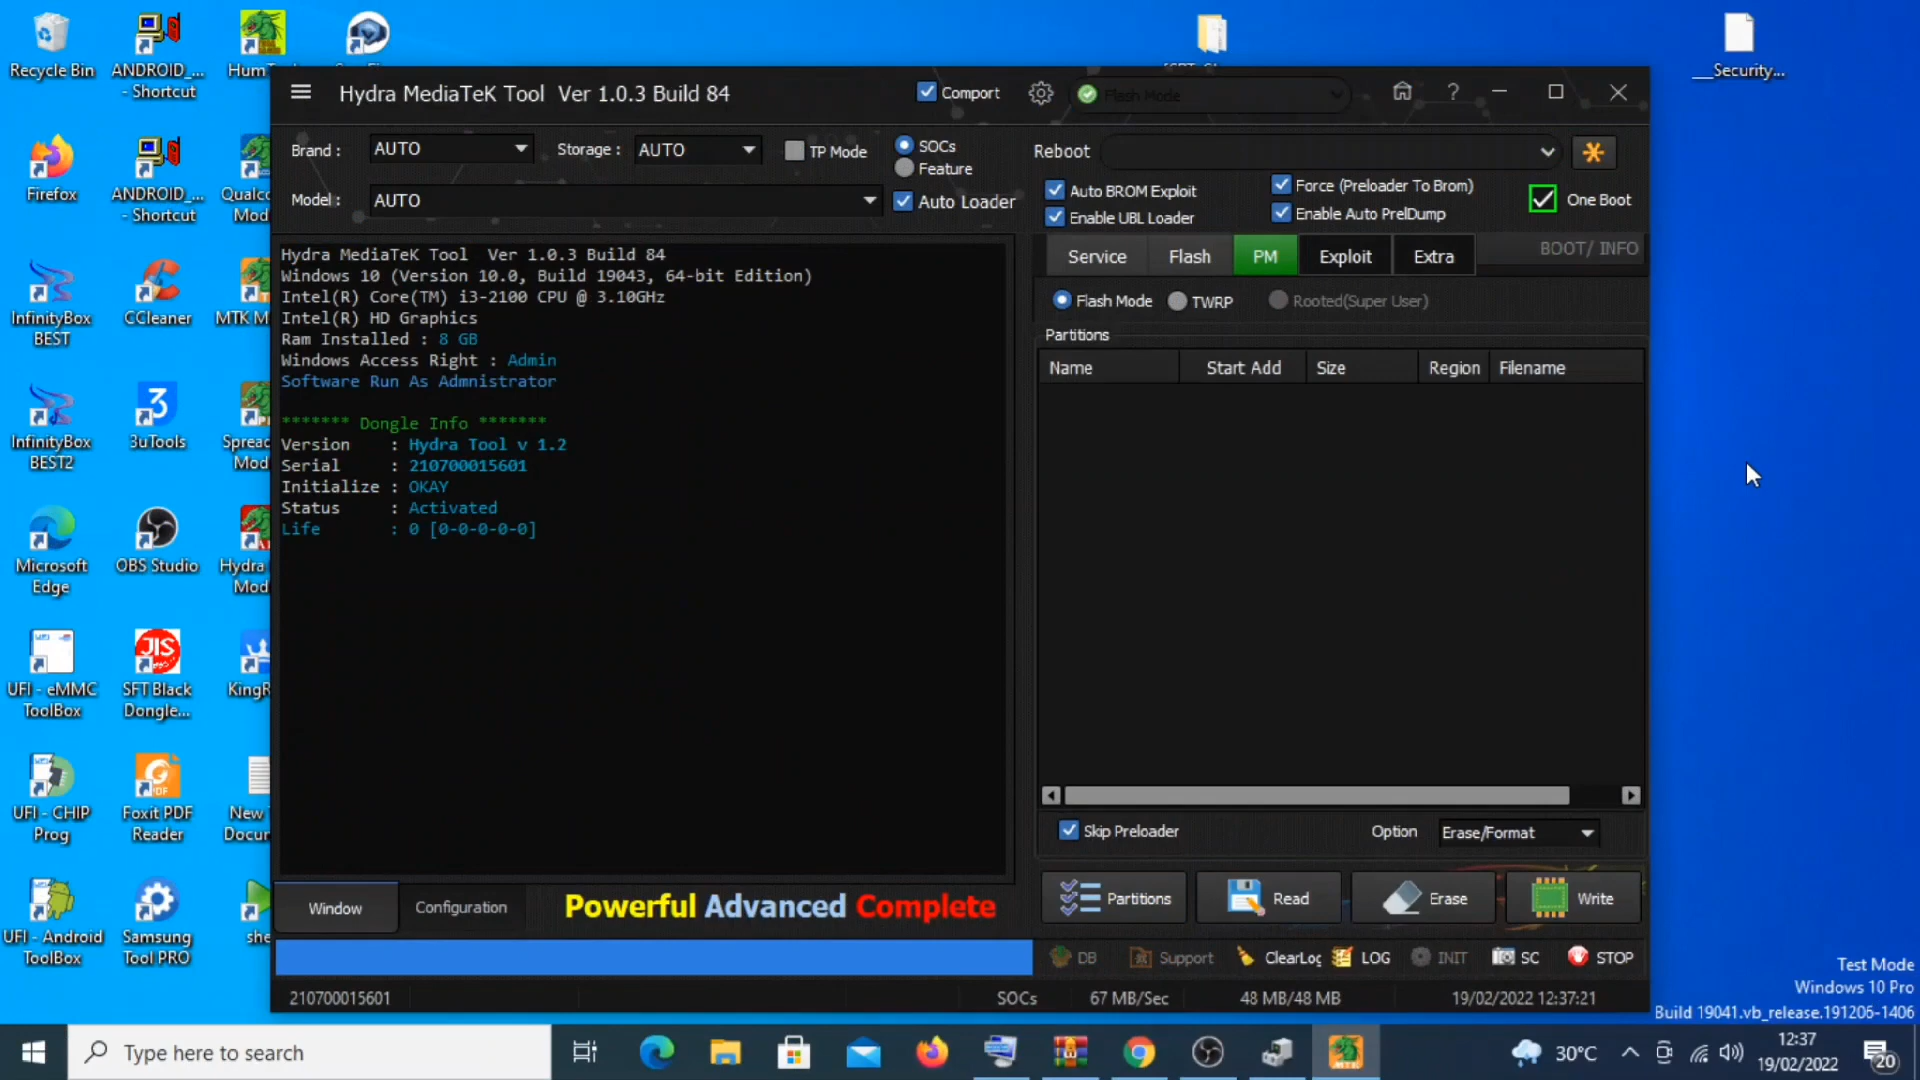 Recycle Bin
ANDROID_...
- Shortcut
Firefox
ANDROID_...
- Shortcut
InfinityBox
BEST
CCleaner
InfinityBox
BEST2
3uTools
Microsoft
Edge
OBS Studio
UFI - eMMC
ToolBox
SFT Black
Dongle...
JIS
UFI - CHIP
Prog
Foxit PDF
Reader
UFI - Android
ToolBox
Samsung
Tool PRO
___Security...
Hydra MediaTeK Tool Ver 1.0.3 Build 84
Comport
Flash Mode
?
Brand : AUTO
Storage : AUTO
TP Mode
SOCs
Feature
Model : AUTO
Auto Loader
Reboot
Auto BROM Exploit
Force (Preloader To Brom)
Enable UBL Loader
Enable Auto PrelDump
One Boot
Service Flash PM Exploit Extra
BOOT/ INFO
Flash Mode TWRP Rooted(Super User)
Partitions
Name Start Add Size Region Filename
Hydra MediaTeK Tool Ver 1.0.3 Build 84
Windows 10 (Version 10.0, Build 19043, 64-bit Edition)
Intel(R) Core(TM) i3-2100 CPU @ 3.10GHz
Intel(R) HD Graphics
Ram Installed : 8 GB
Windows Access Right : Admin
Software Run As Admnistrator
******* Dongle Info *******
Version : Hydra Tool v 1.2
Serial : 210700015601
Initialize : OKAY
Status : Activated
Life : 0 [0-0-0-0-0]
Skip Preloader
Option Erase/Format
Partitions Read Erase Write
Window Configuration
Powerful Advanced Complete
DB Support ClearLog LOG INIT SC STOP
210700015601 SOCs 67 MB/Sec 48 MB/48 MB 19/02/2022 12:37:21
Test Mode
Windows 10 Pro
Build 19041.vb_release.191206-1406
Type here to search
30°C
12:37
19/02/2022
20